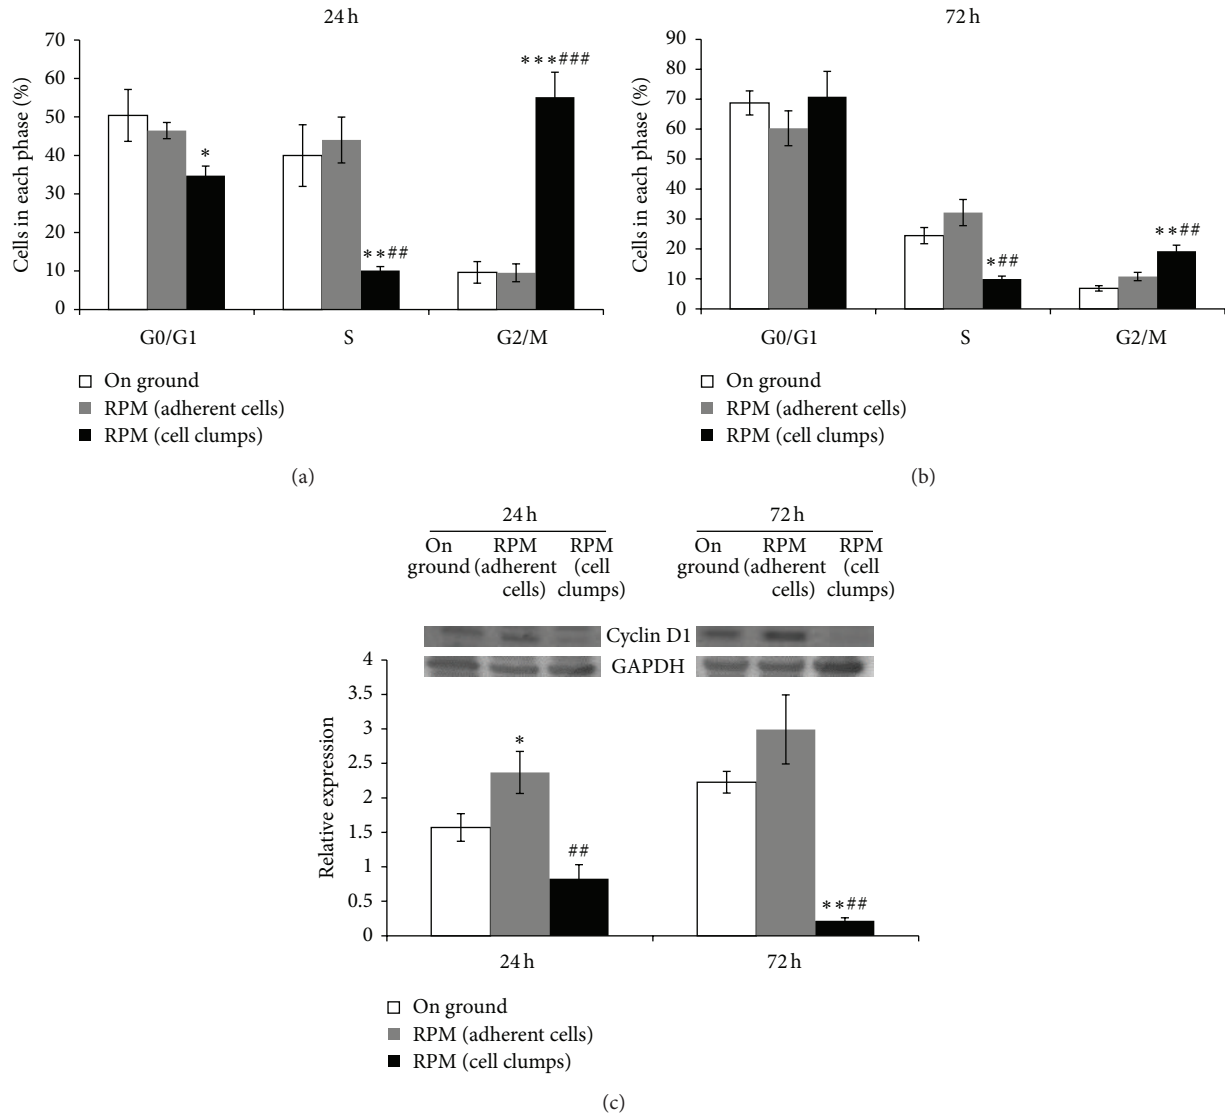 24 h
Cells in each phase (%)
70
60
50
40
30
20
10
0
***###
*
**##
G0/G1 S G2/M
On ground
RPM (adherent cells)
RPM (cell clumps)
(a)
72 h
Cells in each phase (%)
90
80
70
60
50
40
30
20
10
0
**##
*##
G0/G1 S G2/M
On ground
RPM (adherent cells)
RPM (cell clumps)
(b)
24 h 72 h
On RPM RPM On RPM RPM
ground (adherent (cell ground (adherent (cell
cells) clumps) cells) clumps)
Cyclin D1
GAPDH
Relative expression
4
3.5
3
2.5
2
1.5
1
0.5
0
*
##
**##
24 h 72 h
On ground
RPM (adherent cells)
RPM (cell clumps)
(c)